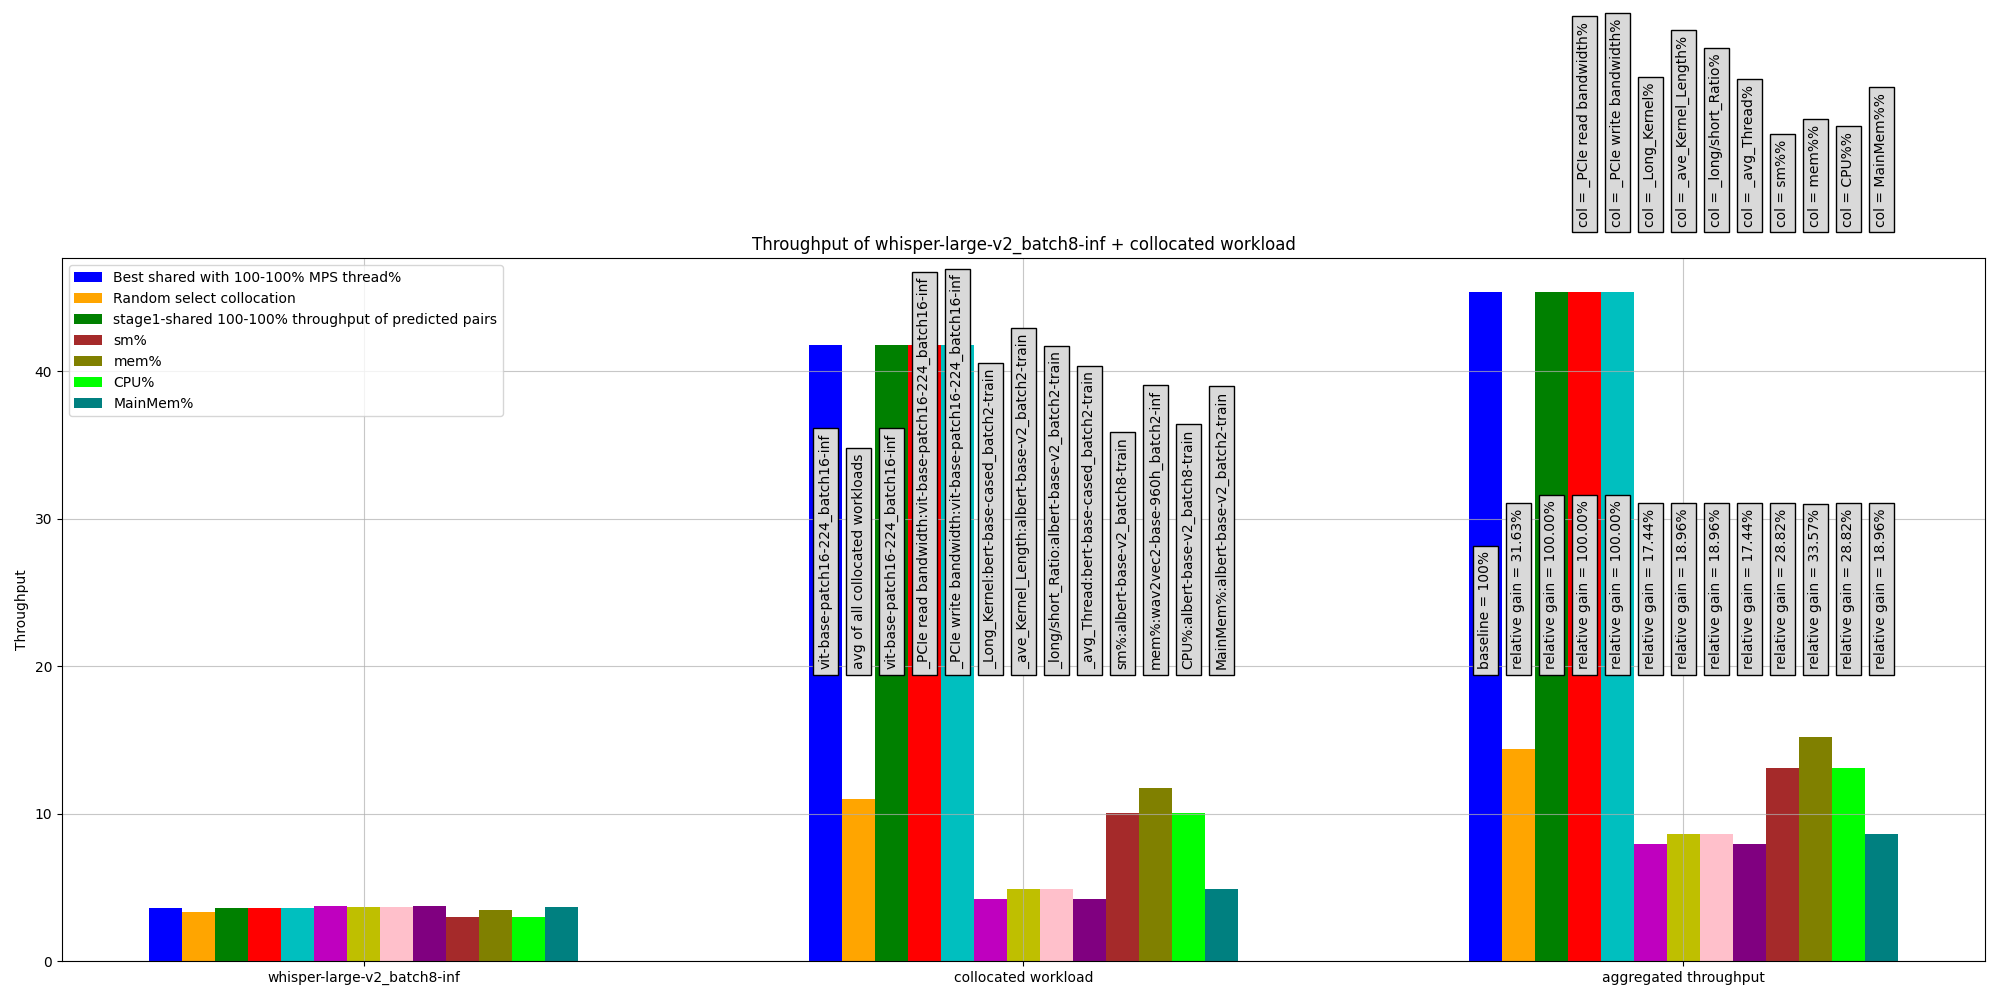 col = _PCIe read bandwidth%
col = _PCIe write bandwidth%
col = _Long_Kernel%
col = _ave_Kernel_Length%
col = _long/short_Ratio%
col = _avg_Thread%
col = sm%%
col = mem%%
col = CPU%%
col = MainMem%%
Throughput of whisper-large-v2_batch8-inf + collocated workload
Best shared with 100-100% MPS thread%
Random select collocation
stage1-shared 100-100% throughput of predicted pairs
sm%
mem%
CPU%
MainMem%
vit-base-patch16-224_batch16-inf
avg of all collocated workloads
vit-base-patch16-224_batch16-inf
_PCIe read bandwidth:vit-base-patch16-224_batch16-inf
_PCIe write bandwidth:vit-base-patch16-224_batch16-inf
_Long_Kernel:bert-base-cased_batch2-train
_ave_Kernel_Length:albert-base-v2_batch2-train
_long/short_Ratio:albert-base-v2_batch2-train
_avg_Thread:bert-base-cased_batch2-train
sm%:albert-base-v2_batch8-train
mem%:wav2vec2-base-960h_batch2-inf
CPU%:albert-base-v2_batch8-train
MainMem%:albert-base-v2_batch2-train
baseline = 100%
relative gain = 31.63%
relative gain = 100.00%
relative gain = 100.00%
relative gain = 100.00%
relative gain = 17.44%
relative gain = 18.96%
relative gain = 18.96%
relative gain = 17.44%
relative gain = 28.82%
relative gain = 33.57%
relative gain = 28.82%
relative gain = 18.96%
Throughput
40
30
20
10
0
whisper-large-v2_batch8-inf
collocated workload
aggregated throughput